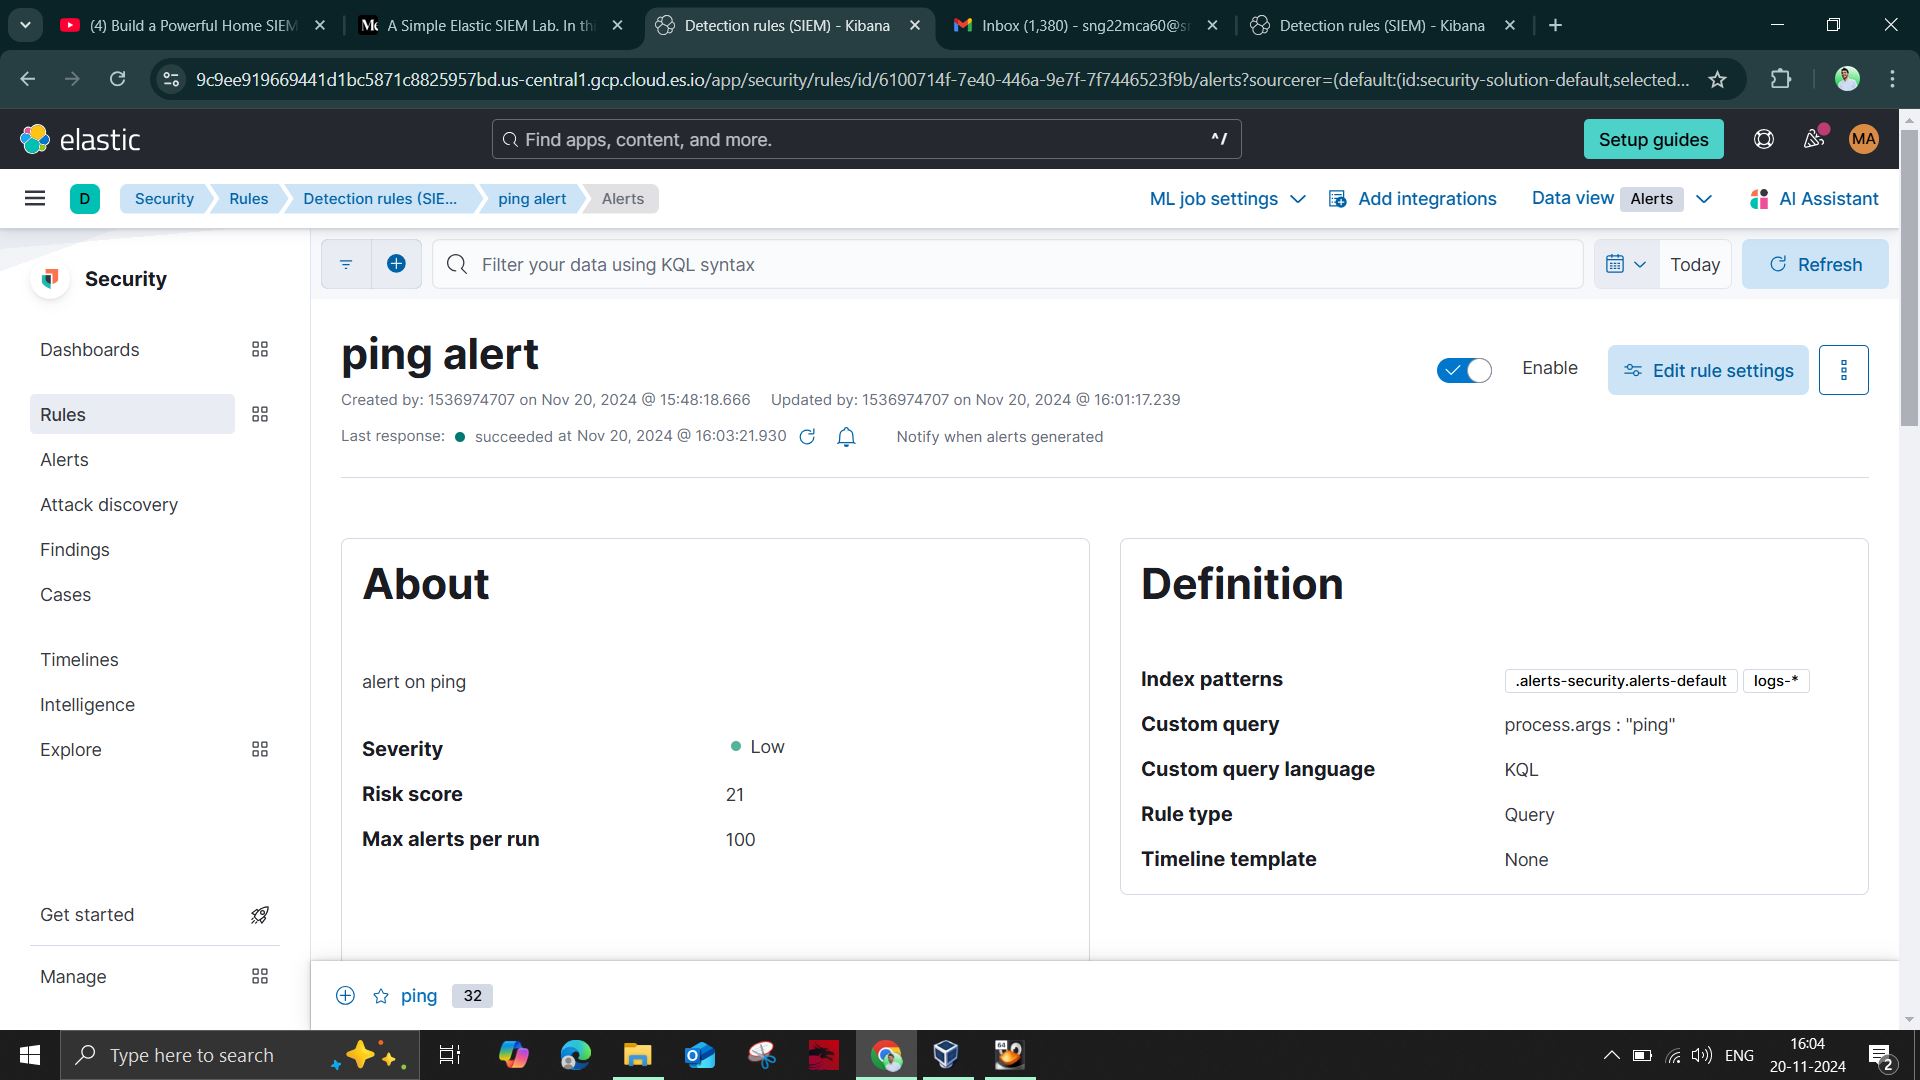 (4) Build a Powerful Home SIEM
A Simple Elastic SIEM Lab. In thi
Detection rules (SIEM) - Kibana
Inbox (1,380) - sng22mca60@sr
Detection rules (SIEM) - Kibana
9c9ee919669441d1bc5871c8825957bd.us-central1.gcp.cloud.es.io/app/security/rules/id/6100714f-7e40-446a-9e7f-7f7446523f9b/alerts?sourcerer=(default:(id:security-solution-default,selected...
elastic
Find apps, content, and more.
^/
Setup guides
MA
D
Security
Rules
Detection rules (SIE...
ping alert
Alerts
ML job settings
Add integrations
Data view Alerts
AI Assistant
Security
Filter your data using KQL syntax
Today
Refresh
Dashboards
Rules
Alerts
Attack discovery
Findings
Cases
Timelines
Intelligence
Explore
Get started
Manage
ping alert
Enable
Edit rule settings
Created by: 1536974707 on Nov 20, 2024 @ 15:48:18.666 Updated by: 1536974707 on Nov 20, 2024 @ 16:01:17.239
Last response: succeeded at Nov 20, 2024 @ 16:03:21.930 Notify when alerts generated
About
alert on ping
Severity Low
Risk score 21
Max alerts per run 100
Definition
Index patterns .alerts-security.alerts-default logs-*
Custom query process.args : "ping"
Custom query language KQL
Rule type Query
Timeline template None
ping 32
Type here to search
64
ENG
16:04
20-11-2024
2